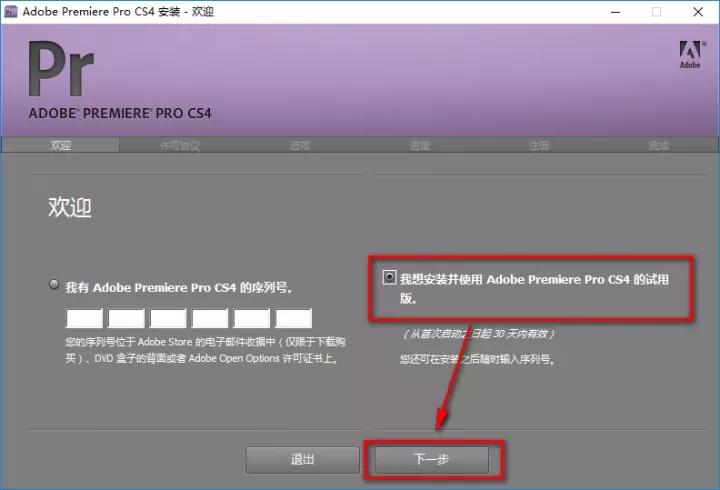 Adobe Premiere Pro CS4 安装 - 欢迎
Pr
Adobe
ADOBE® PREMIERE® PRO CS4
欢迎
许可协议
选项
进度
注册
完成
欢迎
我有 Adobe Premiere Pro CS4 的序列号。
您的序列号位于 Adobe Store 的电子邮件收据中（仅限于下载购
买）、DVD 盒子的背面或者 Adobe Open Options 许可证书上。
我想安装并使用 Adobe Premiere Pro CS4 的试用
版。
（从首次启动之日起 30 天内有效）
您还可在安装之后随时输入序列号。
退出
下一步